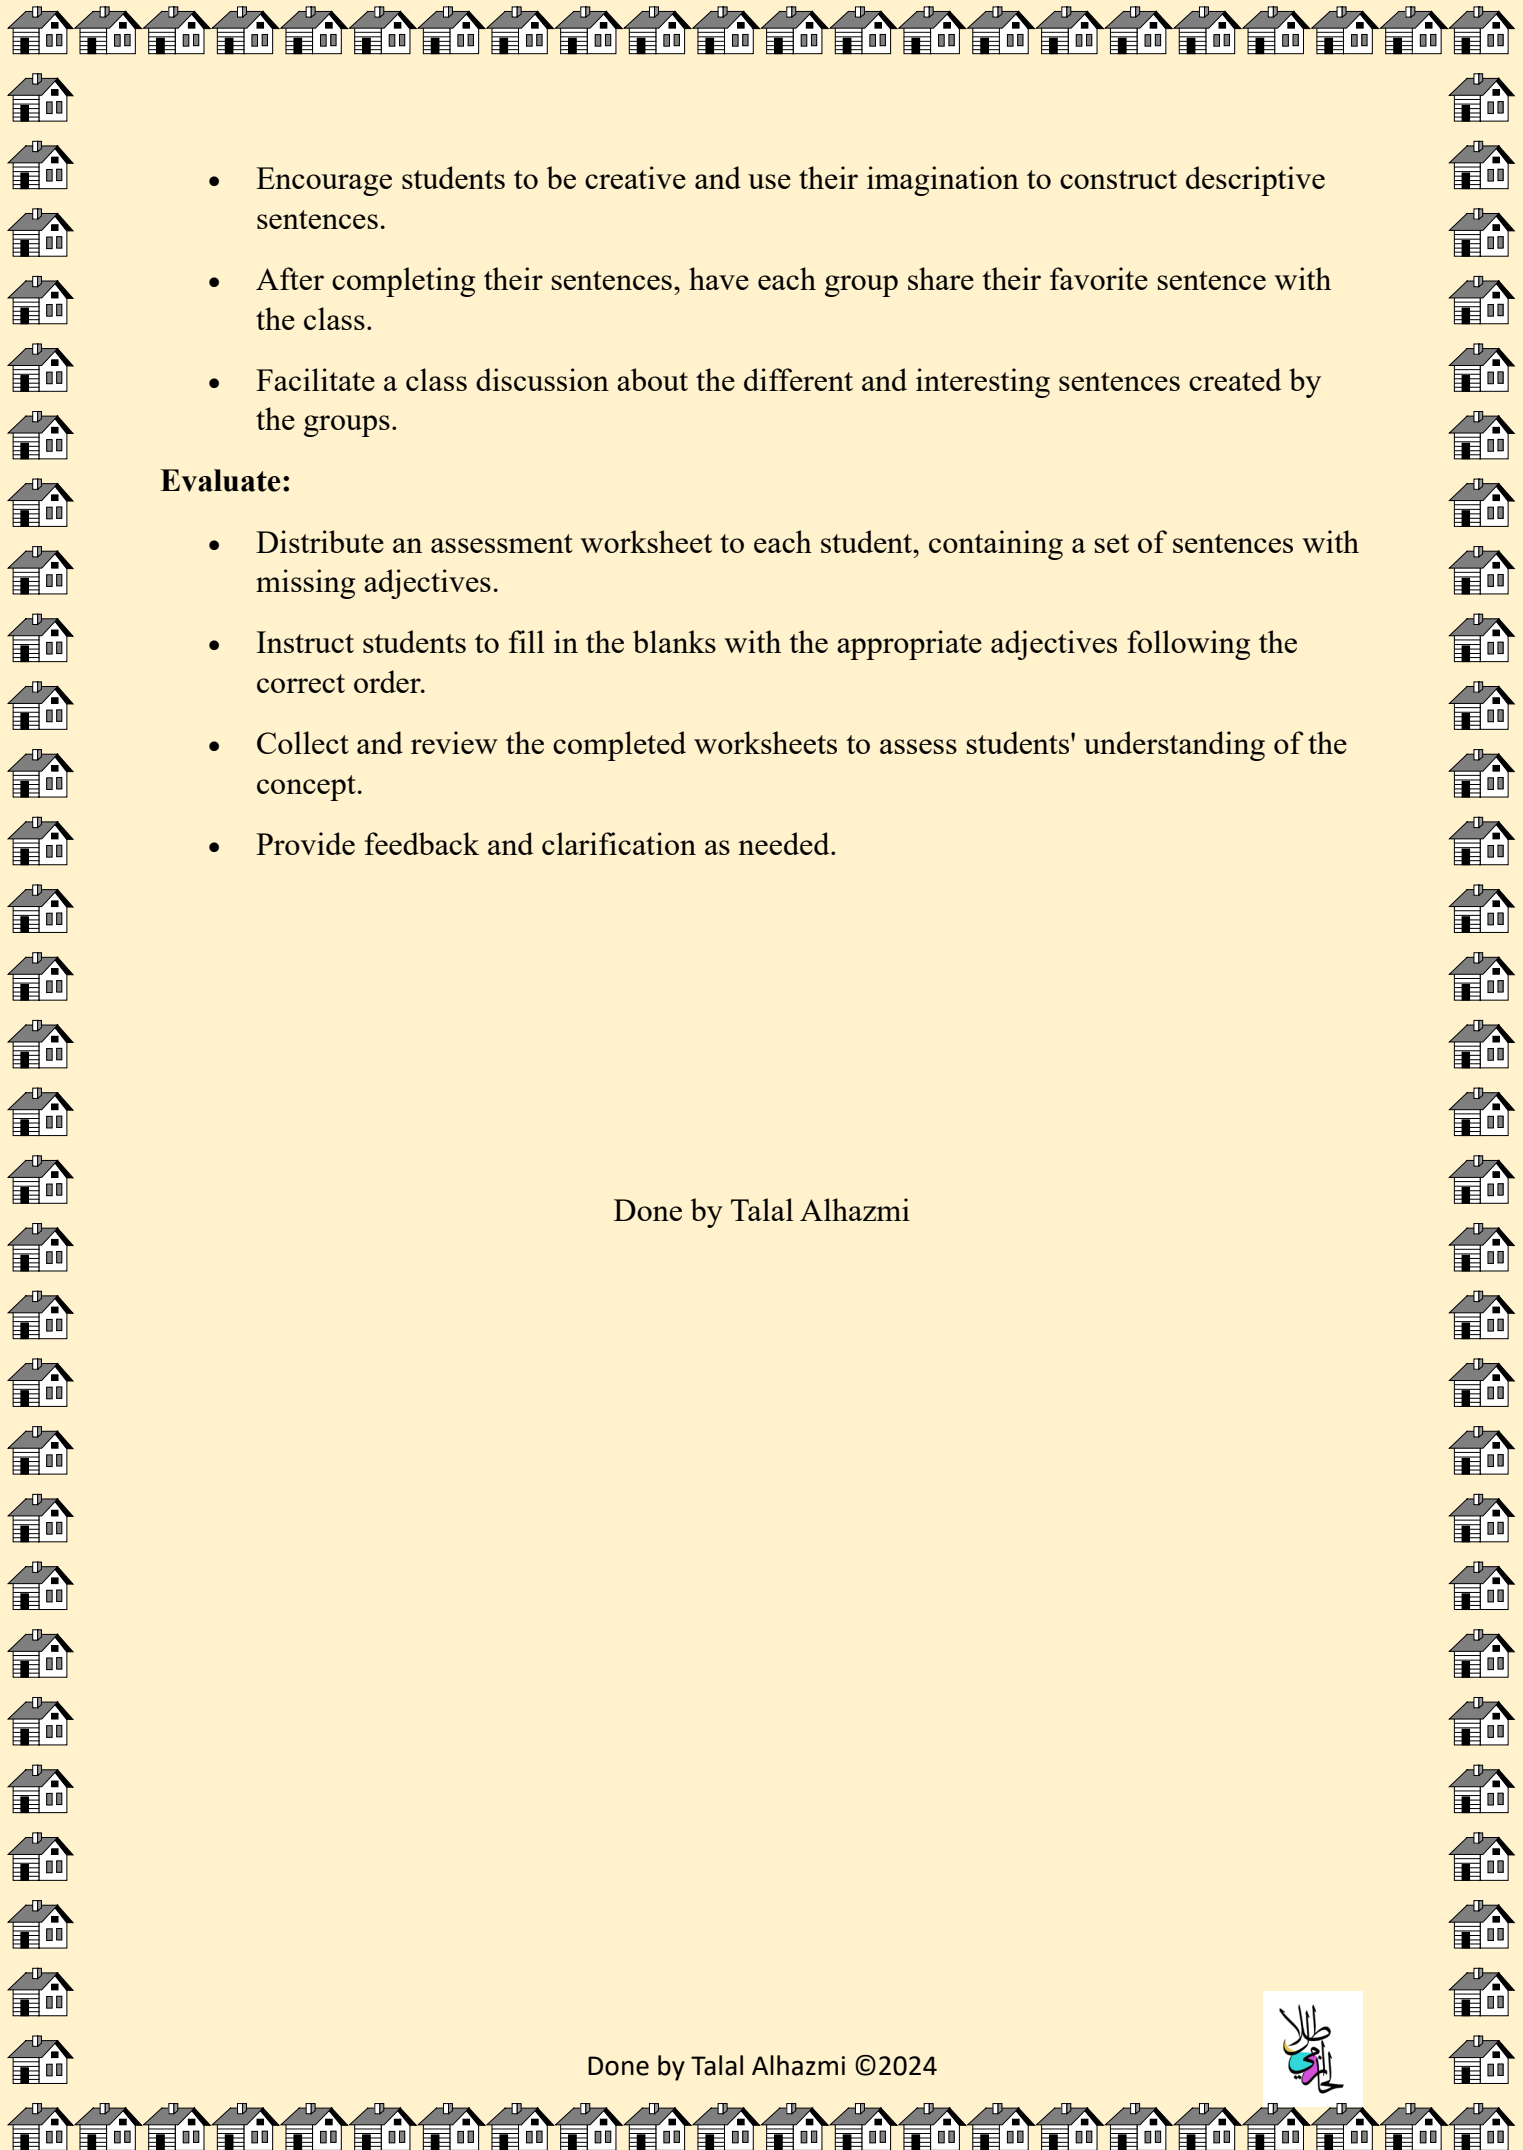 • Encourage students to be creative and use their imagination to construct descriptive
sentences.
• After completing their sentences, have each group share their favorite sentence with
the class.
• Facilitate a class discussion about the different and interesting sentences created by
the groups.
Evaluate:
• Distribute an assessment worksheet to each student, containing a set of sentences with
missing adjectives.
• Instruct students to fill in the blanks with the appropriate adjectives following the
correct order.
• Collect and review the completed worksheets to assess students' understanding of the
concept.
• Provide feedback and clarification as needed.
Done by Talal Alhazmi
Done by Talal Alhazmi ©2024
طلال
الحازمي